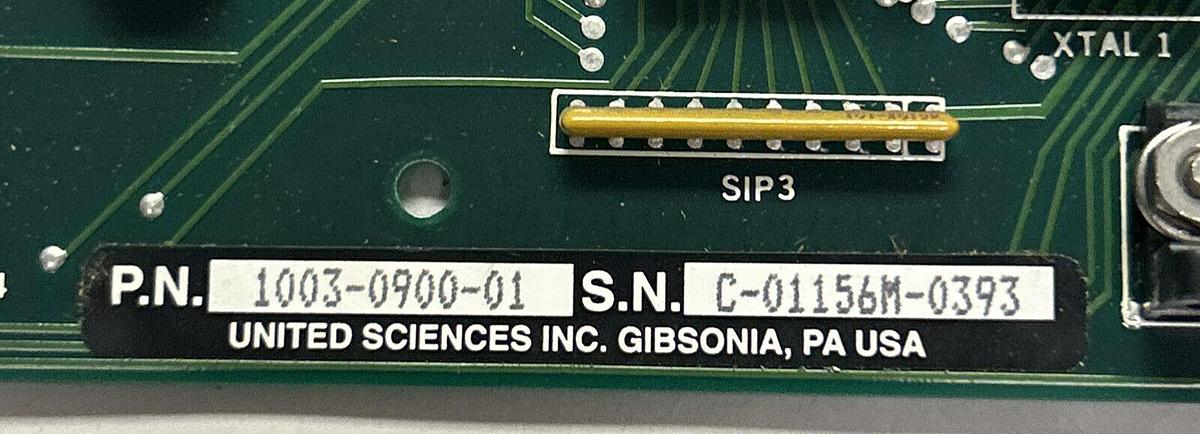 XTAL 1
SIP3
P.N. 1003-0900-01 S.N. C-01156M-0393
UNITED SCIENCES INC. GIBSONIA, PA USA